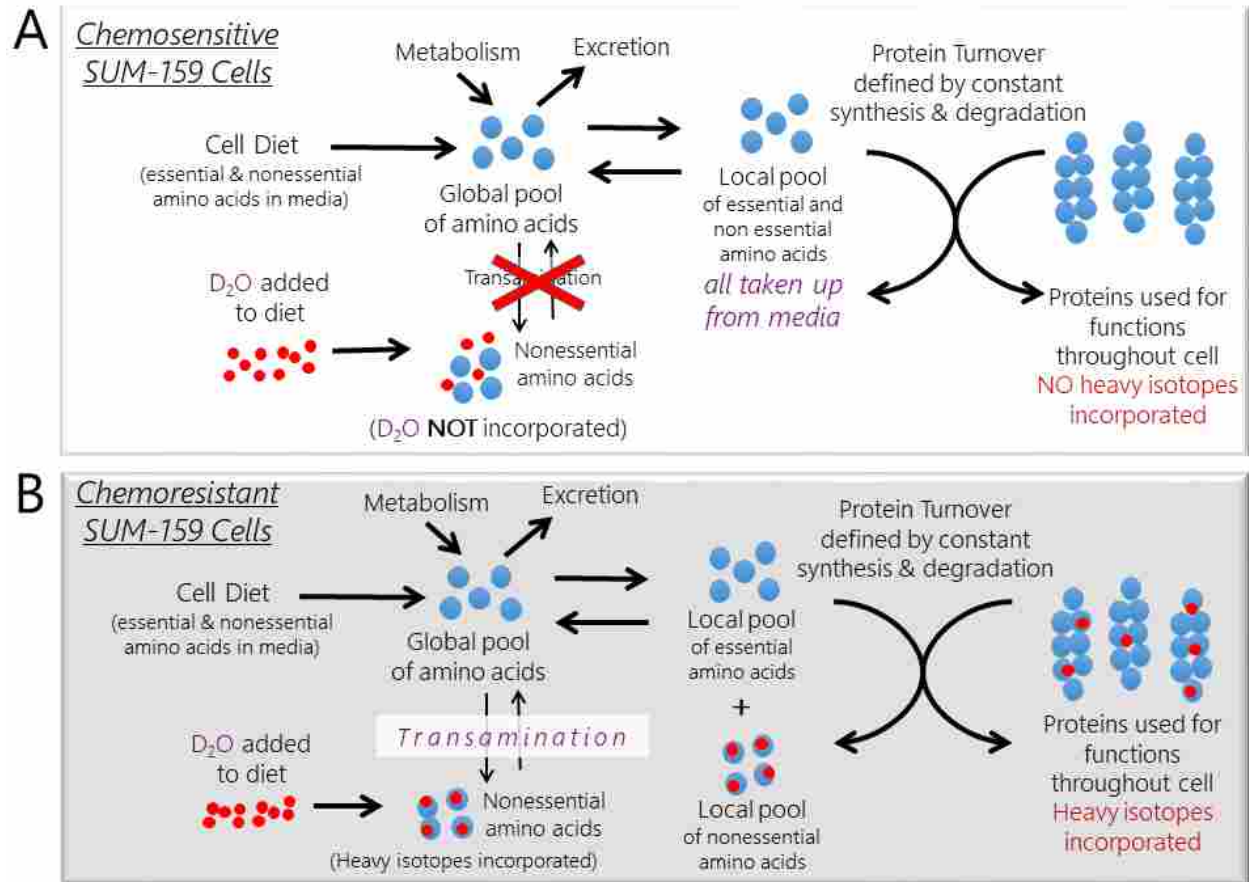 A
Chemosensitive
SUM-159 Cells
Metabolism
Excretion
Protein Turnover
defined by constant
synthesis & degradation
Cell Diet
(essential & nonessential
amino acids in media)
Global pool
of amino acids
Local pool
of essential and
non essential
amino acids
all taken up
from media
Transamination
D₂O added
to diet
Nonessential
amino acids
(D₂O NOT incorporated)
Proteins used for
functions
throughout cell
NO heavy isotopes
incorporated
B
Chemoresistant
SUM-159 Cells
Metabolism
Excretion
Protein Turnover
defined by constant
synthesis & degradation
Cell Diet
(essential & nonessential
amino acids in media)
Global pool
of amino acids
Local pool
of essential
amino acids
+
Transamination
D₂O added
to diet
Nonessential
amino acids
(Heavy isotopes incorporated)
Local pool
of nonessential
amino acids
Proteins used for
functions
throughout cell
Heavy isotopes
incorporated